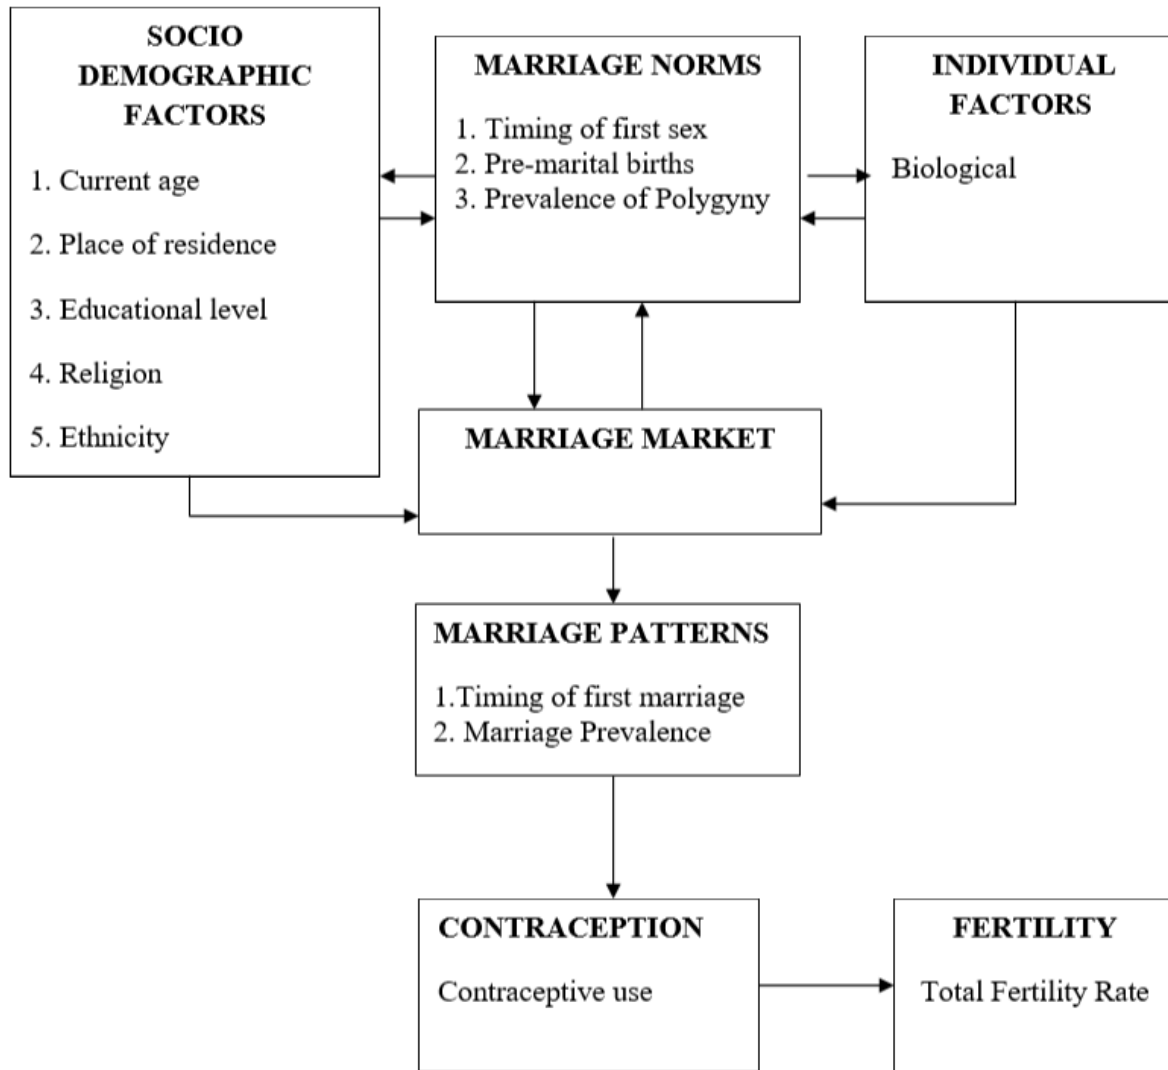 SOCIO
DEMOGRAPHIC
FACTORS
1. Current age
2. Place of residence
3. Educational level
4. Religion
5. Ethnicity
MARRIAGE NORMS
1. Timing of first sex
2. Pre-marital births
3. Prevalence of Polygyny
INDIVIDUAL
FACTORS
Biological
MARRIAGE MARKET
MARRIAGE PATTERNS
1.Timing of first marriage
2. Marriage Prevalence
CONTRACEPTION
Contraceptive use
FERTILITY
Total Fertility Rate